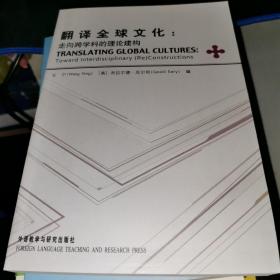 翻译全球文化：
走向跨学科的理论建构
TRANSLATING GLOBAL CULTURES:
Toward Interdisciplinary (Re)Constructions
外语教学与研究出版社
FOREIGN LANGUAGE TEACHING AND RESEARCH PRESS